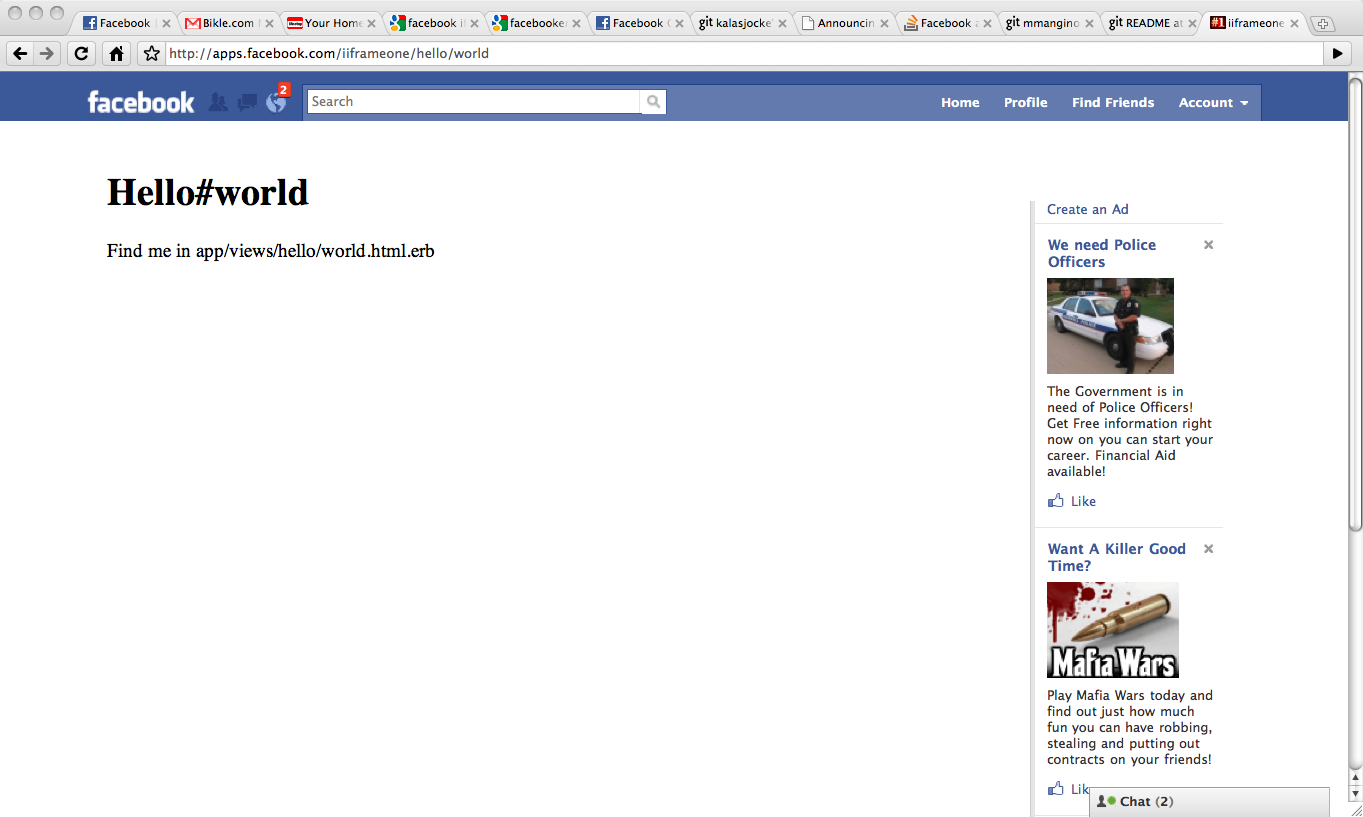 Facebook
Bikle.com
Your Home
facebook if
facebooker
Facebook
git kalasjocke
Announcin
Facebook a
git mmangino
git README at
#1 iiframeone
http://apps.facebook.com/iiframeone/hello/world
facebook
2
Search
Home
Profile
Find Friends
Account
Hello#world
Find me in app/views/hello/world.html.erb
Create an Ad
We need Police
Officers
The Government is in
need of Police Officers!
Get Free information right
now on you can start your
career. Financial Aid
available!
Like
Want A Killer Good
Time?
Mafia Wars
Play Mafia Wars today and
find out just how much
fun you can have robbing,
stealing and putting out
contracts on your friends!
Lik
Chat (2)